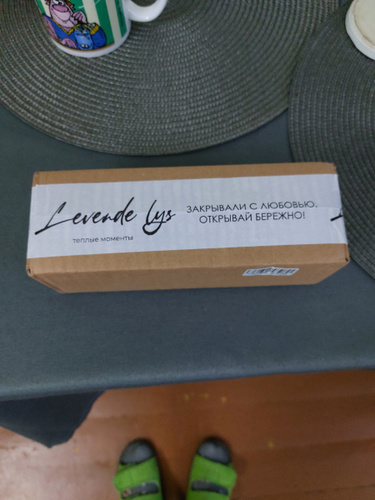 Levende lys
теплые моменты
ЗАКРЫВАЛИ С ЛЮБОВЬЮ,
ОТКРЫВАЙ БЕРЕЖНО!